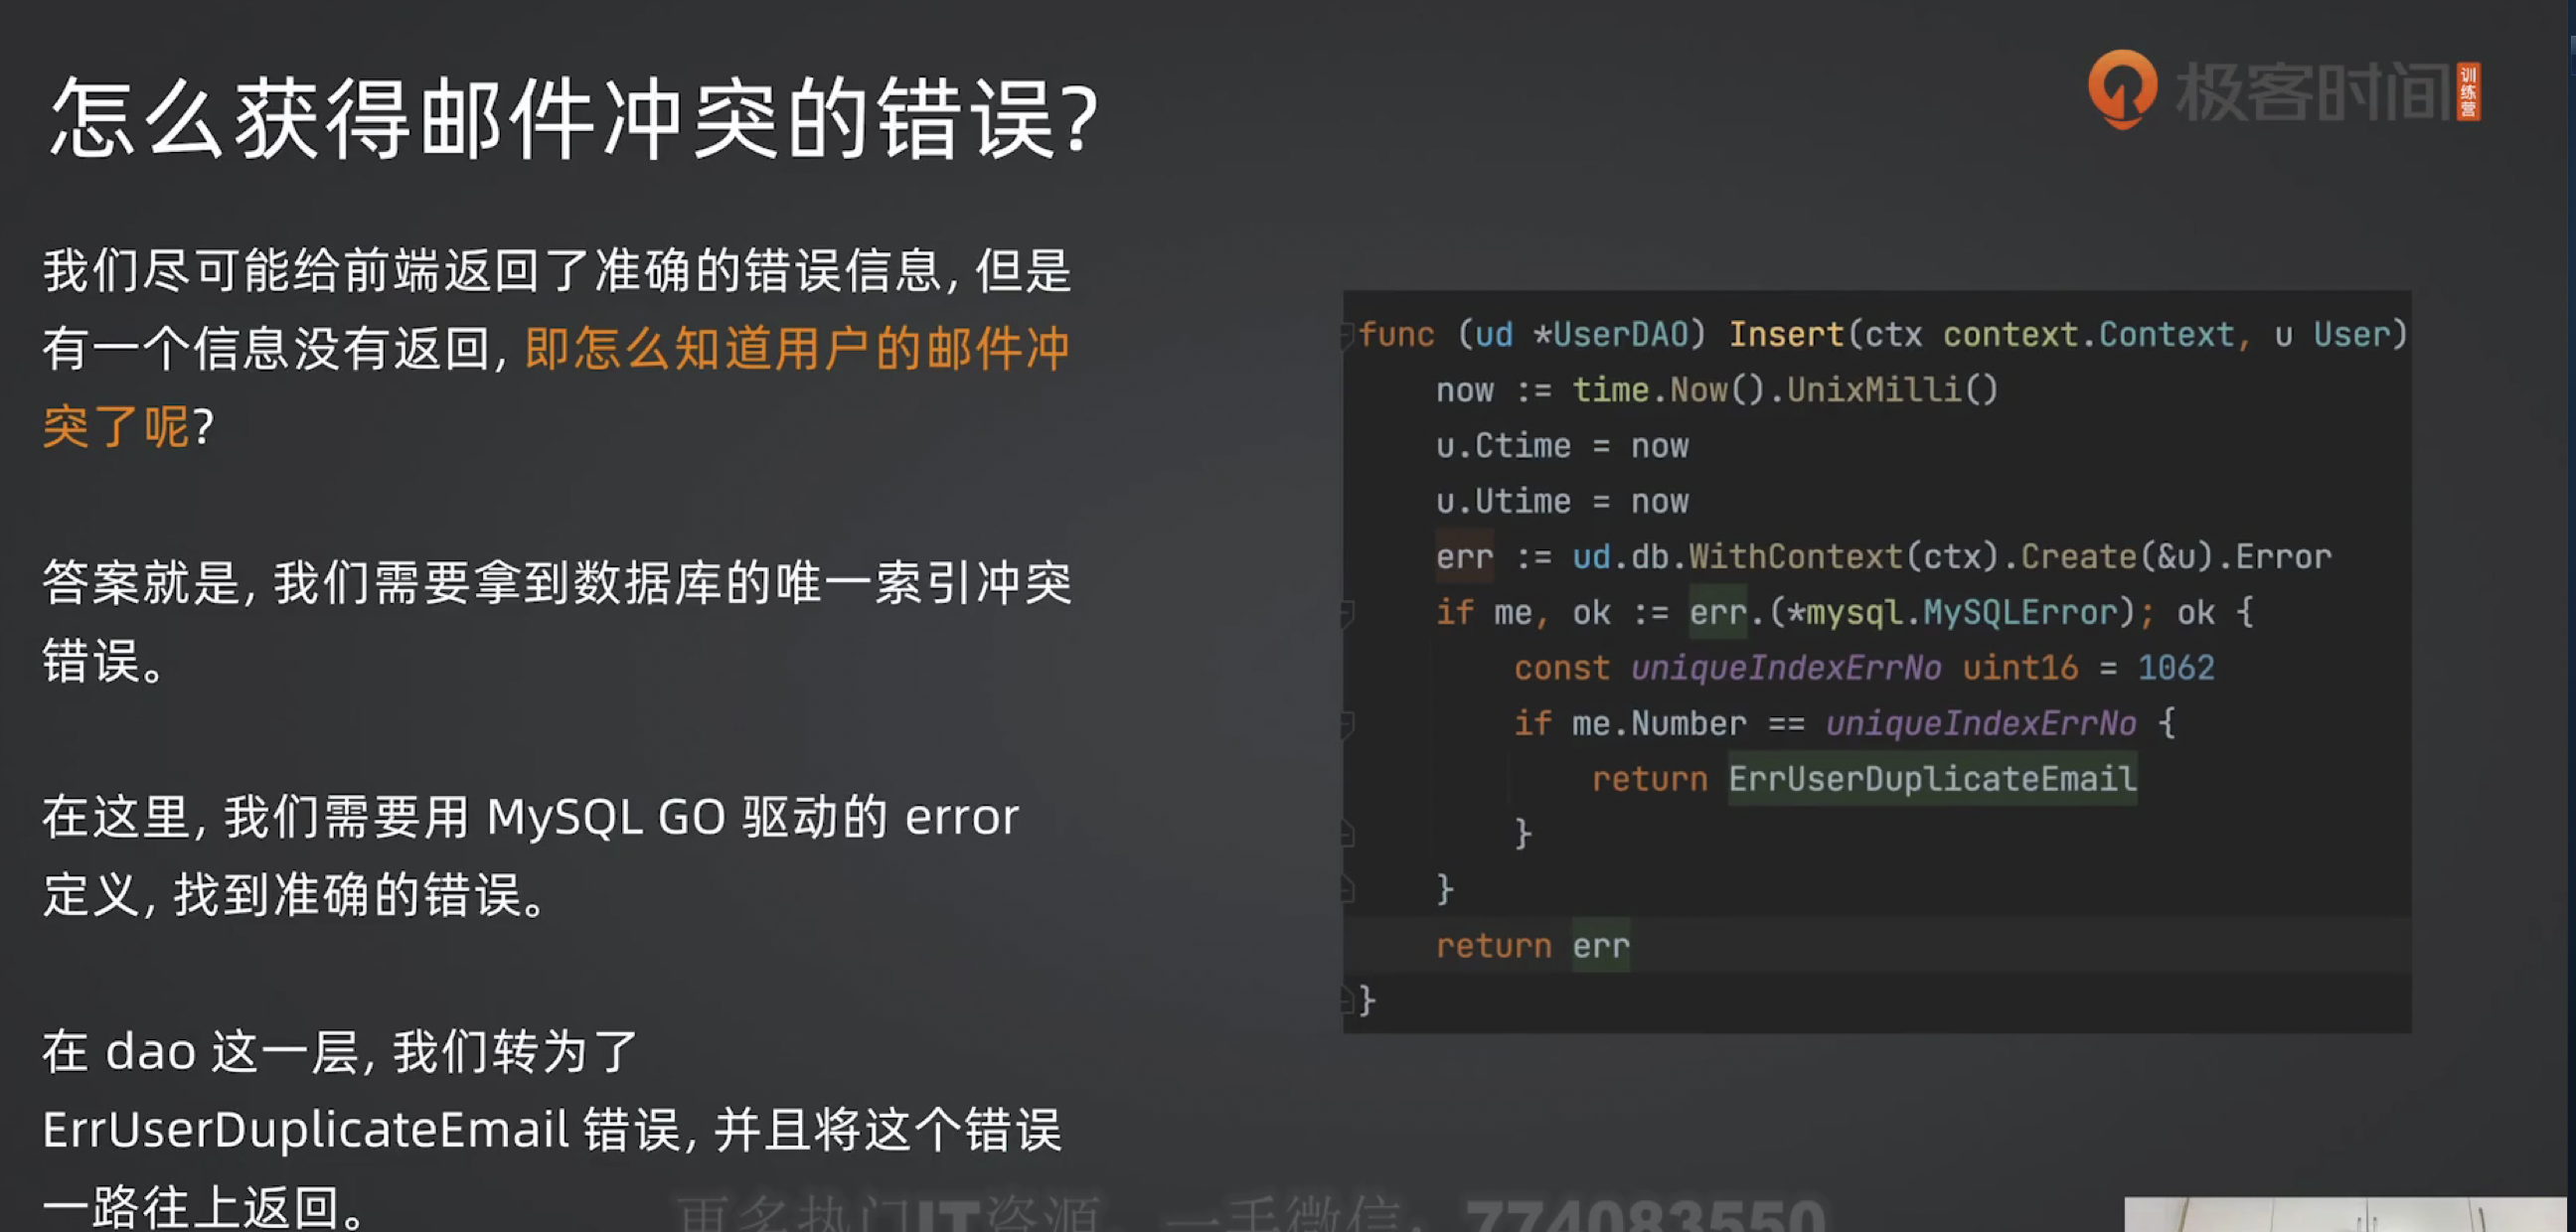 怎么获得邮件冲突的错误?
极客时间
训练营
我们尽可能给前端返回了准确的错误信息, 但是
有一个信息没有返回, 即怎么知道用户的邮件冲
突了呢?
答案就是, 我们需要拿到数据库的唯一索引冲突
错误。
在这里, 我们需要用 MySQL GO 驱动的 error
定义, 找到准确的错误。
在 dao 这一层, 我们转为了
ErrUserDuplicateEmail 错误, 并且将这个错误
一路往上返回。
func (ud *UserDAO) Insert(ctx context.Context, u User)
now := time.Now().UnixMilli()
u.Ctime = now
u.Utime = now
err := ud.db.WithContext(ctx).Create(&u).Error
if me, ok := err.(*mysql.MySQLError); ok {
const uniqueIndexErrNo uint16 = 1062
if me.Number == uniqueIndexErrNo {
return ErrUserDuplicateEmail
}
}
return err
}
更多热门IT资源, 一手微信: 774083550